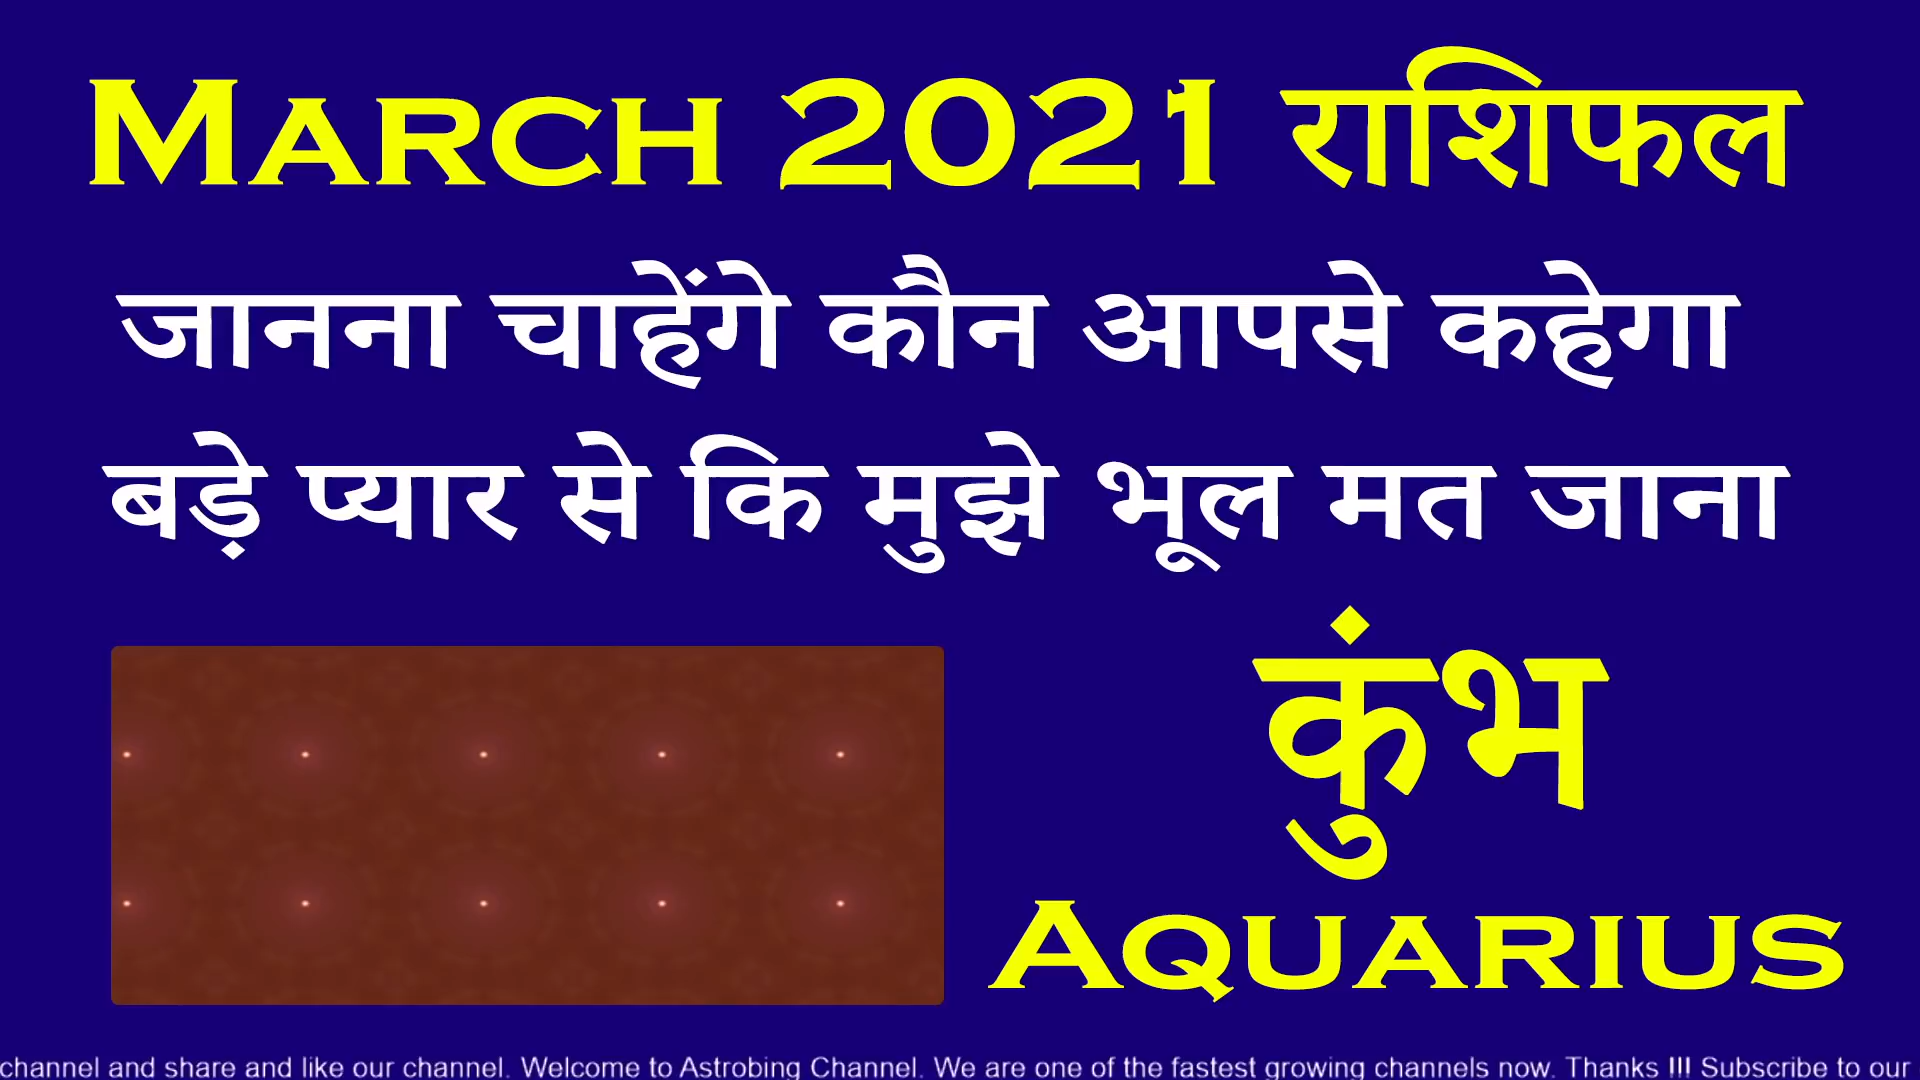 MARCH 2021 राशिफल
जानना चाहेंगे कौन आपसे कहेगा
बड़े प्यार से कि मुझे भूल मत जाना
कुंभ
AQUARIUS
channel and share and like our channel. Welcome to Astrobing Channel. We are one of the fastest growing channels now. Thanks !!! Subscribe to our